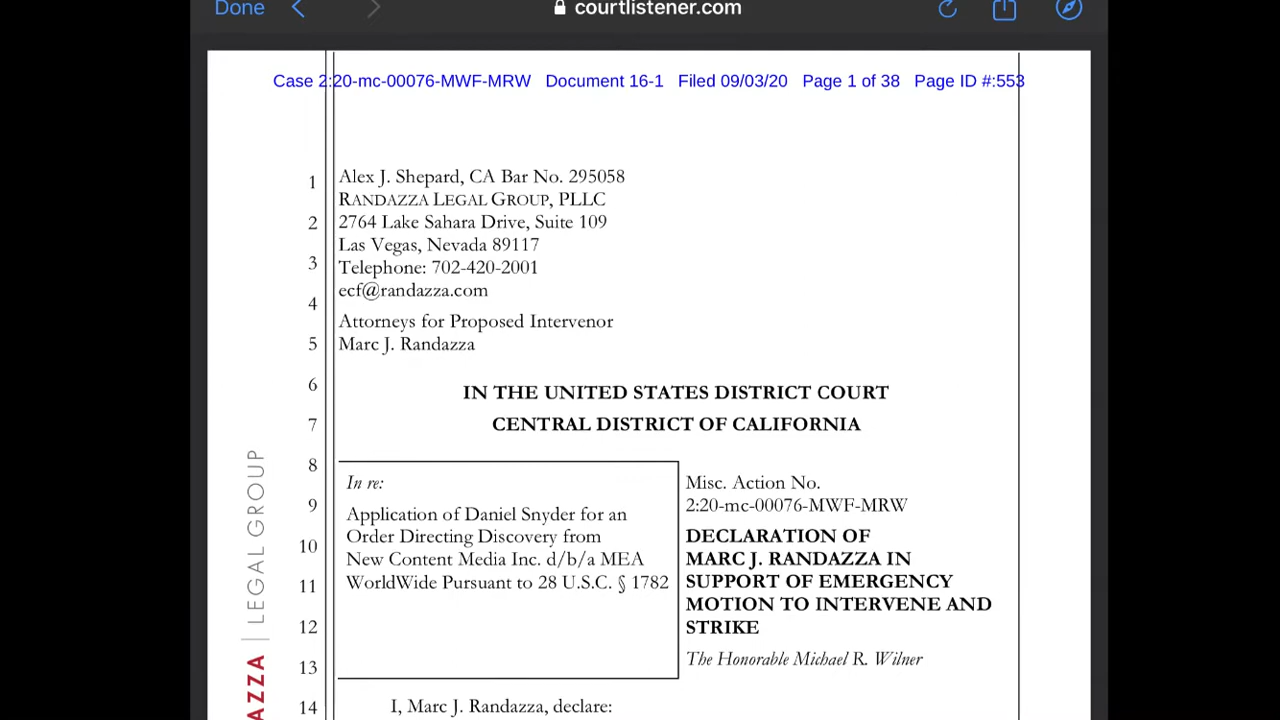 Done
courtlistener.com
Case 2:20-mc-00076-MWF-MRW Document 16-1 Filed 09/03/20 Page 1 of 38 Page ID #:553
1 Alex J. Shepard, CA Bar No. 295058
RANDAZZA LEGAL GROUP, PLLC
2 2764 Lake Sahara Drive, Suite 109
Las Vegas, Nevada 89117
3 Telephone: 702-420-2001
ecf@randazza.com
4 Attorneys for Proposed Intervenor
5 Marc J. Randazza
6 IN THE UNITED STATES DISTRICT COURT
7 CENTRAL DISTRICT OF CALIFORNIA
8
In re:
9 Application of Daniel Snyder for an
10 Order Directing Discovery from
New Content Media Inc. d/b/a MEA
11 WorldWide Pursuant to 28 U.S.C. § 1782
12
13
Misc. Action No.
2:20-mc-00076-MWF-MRW
DECLARATION OF
MARC J. RANDAZZA IN
SUPPORT OF EMERGENCY
MOTION TO INTERVENE AND
STRIKE
The Honorable Michael R. Wilner
14 I, Marc J. Randazza, declare:
AZZA | LEGAL GROUP